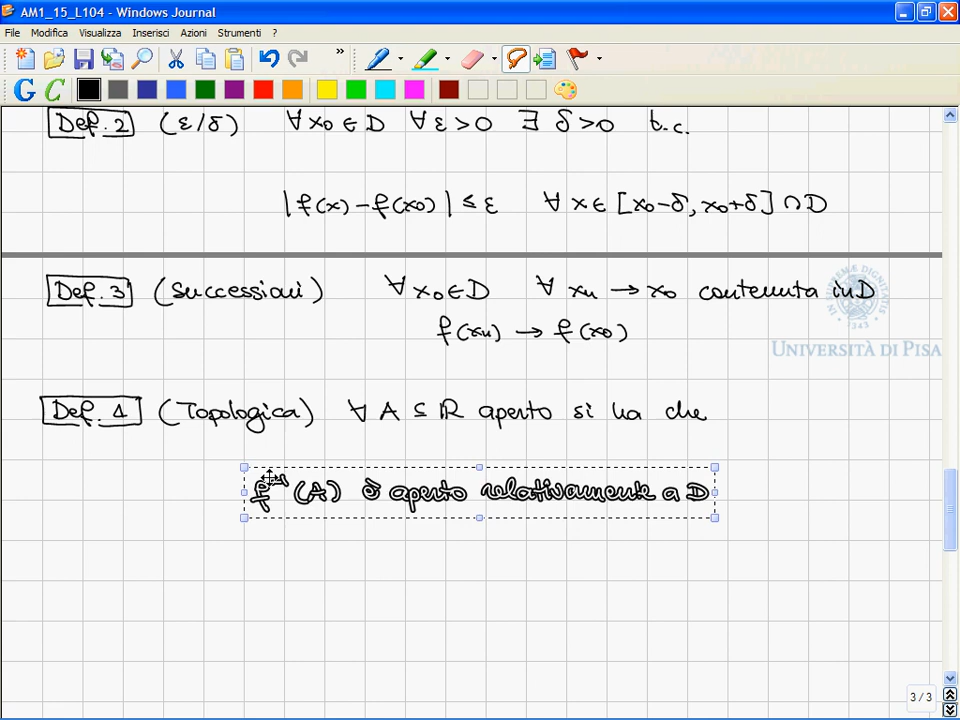 AM1_15_L104 - Windows Journal
File Modifica Visualizza Inserisci Azioni Strumenti ?
Def. 2 (ε/δ) ∀ x0 ∈ D ∀ ε > 0 ∃ δ > 0 t.c.
|f(x) - f(x0)| ≤ ε ∀ x ∈ [x0-δ, x0+δ] ∩ D
Def. 3 (Successioni) ∀ x0 ∈ D ∀ xn → x0 contenuta in D
f(xn) → f(x0)
UNIVERSITÀ DI PISA
Def. 4 (Topologica) ∀ A ⊆ ℝ aperto si ha che
f⁻¹(A) è aperto relativamente a D
3 / 3